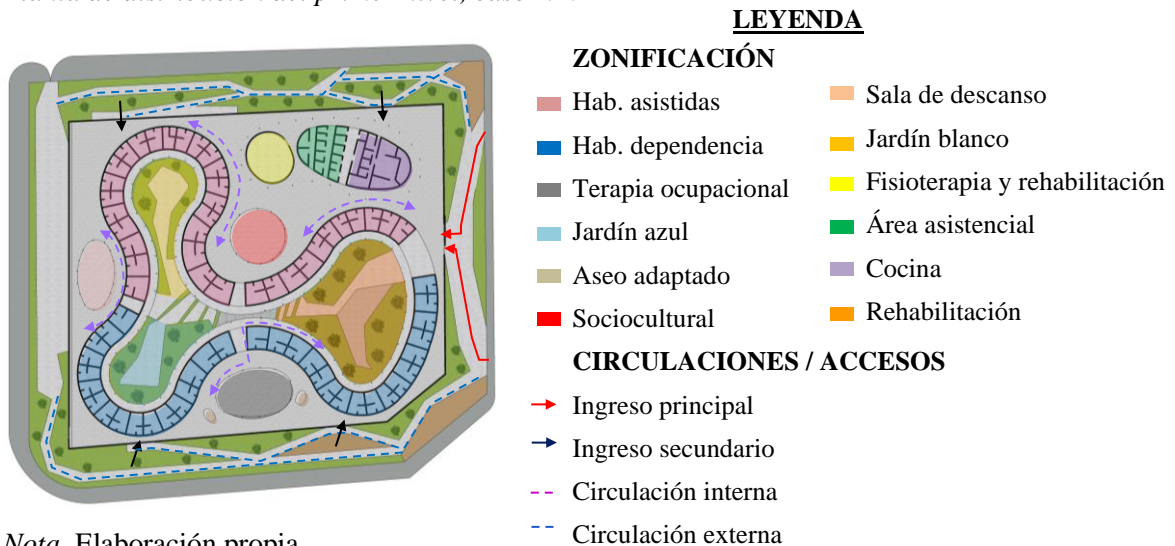 LEYENDA
ZONIFICACIÓN
Hab. asistidas
Hab. dependencia
Terapia ocupacional
Jardín azul
Aseo adaptado
Sociocultural
Sala de descanso
Jardín blanco
Fisioterapia y rehabilitación
Área asistencial
Cocina
Rehabilitación
CIRCULACIONES / ACCESOS
Ingreso principal
Ingreso secundario
Circulación interna
Circulación externa
Nota. Elaboración propia